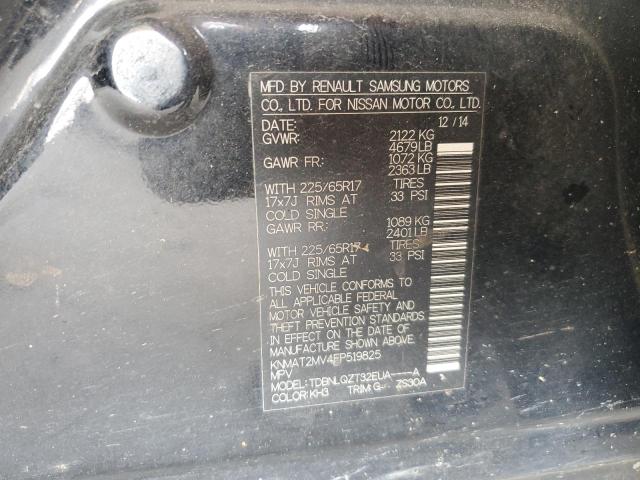 MFD BY RENAULT SAMSUNG MOTORS
CO., LTD. FOR NISSAN MOTOR CO., LTD.
DATE: 12 / 14
GVWR: 2122 KG
4679 LB
GAWR FR: 1072 KG
2363 LB
WITH 225/65R17 TIRES
17x7J RIMS AT 33 PSI
COLD SINGLE
GAWR RR: 1089 KG
2401 LB
WITH 225/65R17 TIRES
17x7J RIMS AT 33 PSI
COLD SINGLE
THIS VEHICLE CONFORMS TO
ALL APPLICABLE FEDERAL
MOTOR VEHICLE SAFETY AND
THEFT PREVENTION STANDARDS
IN EFFECT ON THE DATE OF
MANUFACTURE SHOWN ABOVE.
KNMAT2MV4FP519825
MPV
MODEL: TDBNLQZT32EUA----A
COLOR: KH3 TRIM: G- ZS30A